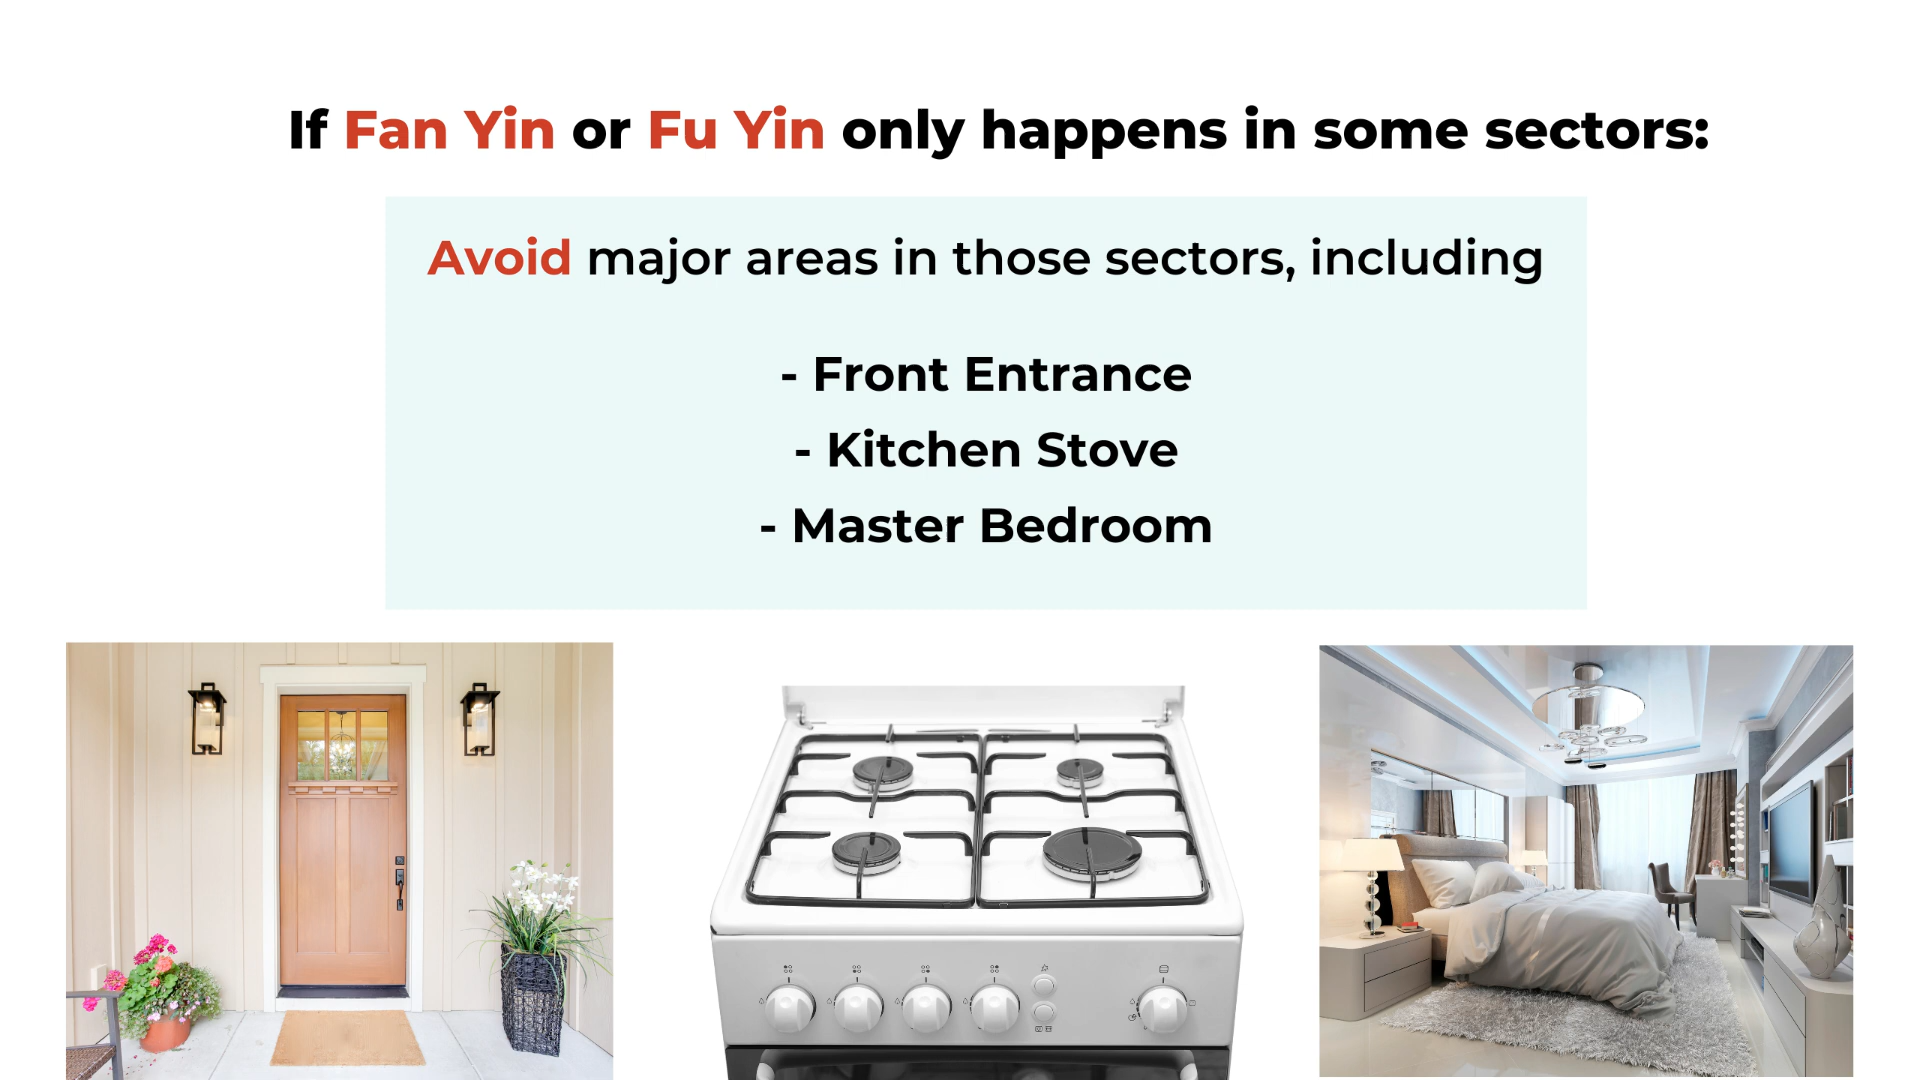 If Fan Yin or Fu Yin only happens in some sectors:
Avoid major areas in those sectors, including
- Front Entrance
- Kitchen Stove
- Master Bedroom